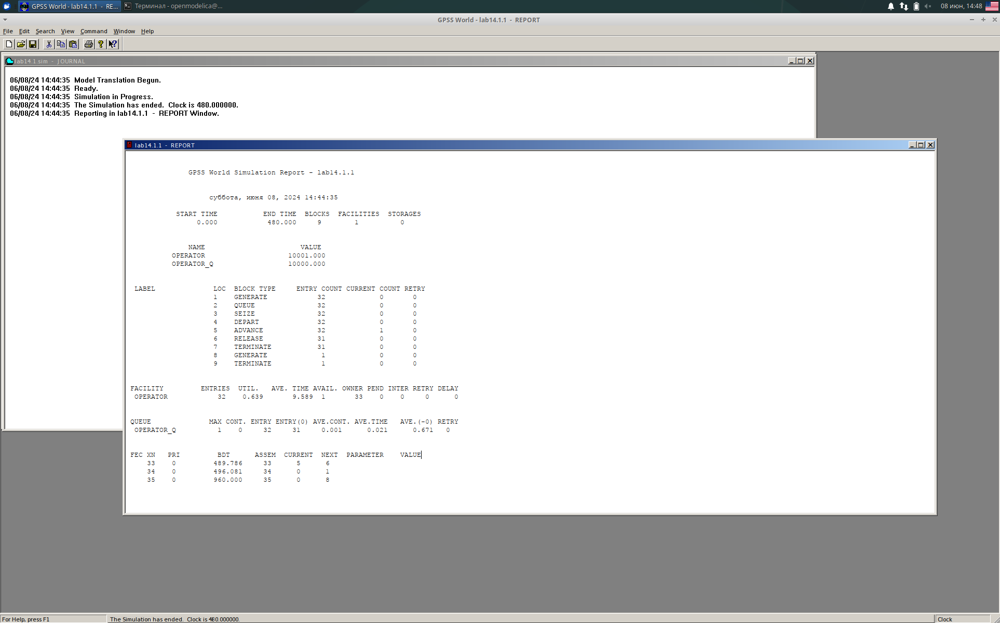 GPSS World - lab14.1.1 - RE... Терминал - openmodelica@... 08 июн, 14:48
GPSS World - lab14.1.1 - REPORT
File Edit Search View Command Window Help
lab14.1.sim - JOURNAL
06/08/24 14:44:35 Model Translation Begun.
06/08/24 14:44:35 Ready.
06/08/24 14:44:35 Simulation in Progress.
06/08/24 14:44:35 The Simulation has ended. Clock is 480.000000.
06/08/24 14:44:35 Reporting in lab14.1.1 - REPORT Window.
lab14.1.1 - REPORT
GPSS World Simulation Report - lab14.1.1
суббота, июня 08, 2024 14:44:35
START TIME END TIME BLOCKS FACILITIES STORAGES
0.000 480.000 9 1 0
NAME VALUE
OPERATOR 10001.000
OPERATOR_Q 10000.000
LABEL LOC BLOCK TYPE ENTRY COUNT CURRENT COUNT RETRY
1 GENERATE 32 0 0
2 QUEUE 32 0 0
3 SEIZE 32 0 0
4 DEPART 32 0 0
5 ADVANCE 32 1 0
6 RELEASE 31 0 0
7 TERMINATE 31 0 0
8 GENERATE 1 0 0
9 TERMINATE 1 0 0
FACILITY ENTRIES UTIL. AVE. TIME AVAIL. OWNER PEND INTER RETRY DELAY
OPERATOR 32 0.639 9.589 1 33 0 0 0 0
QUEUE MAX CONT. ENTRY ENTRY(0) AVE.CONT. AVE.TIME AVE.(-0) RETRY
OPERATOR_Q 1 0 32 31 0.001 0.021 0.671 0
FEC XN PRI BDT ASSEM CURRENT NEXT PARAMETER VALUE
33 0 489.786 33 5 6
34 0 496.081 34 0 1
35 0 960.000 35 0 8
For Help, press F1 The Simulation has ended. Clock is 480.000000. Clock